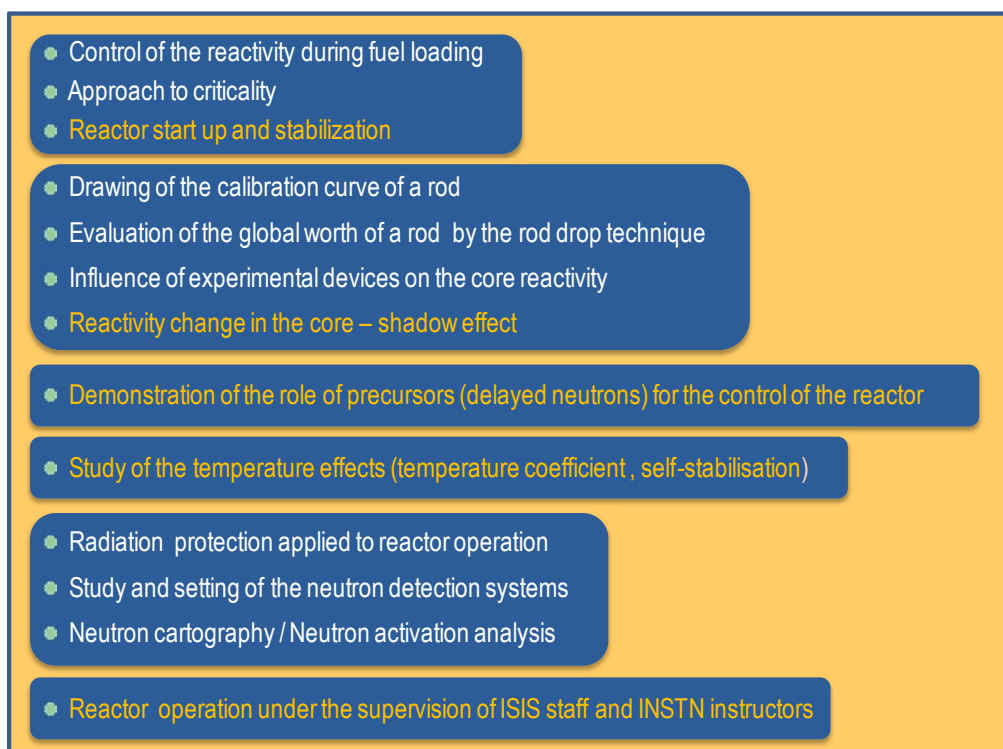 Control of the reactivity during fuel loading
Approach to criticality
Reactor start up and stabilization
Drawing of the calibration curve of a rod
Evaluation of the global worth of a rod by the rod drop technique
Influence of experimental devices on the core reactivity
Reactivity change in the core – shadow effect
Demonstration of the role of precursors (delayed neutrons) for the control of the reactor
Study of the temperature effects (temperature coefficient , self-stabilisation)
Radiation protection applied to reactor operation
Study and setting of the neutron detection systems
Neutron cartography / Neutron activation analysis
Reactor operation under the supervision of ISIS staff and INSTN instructors